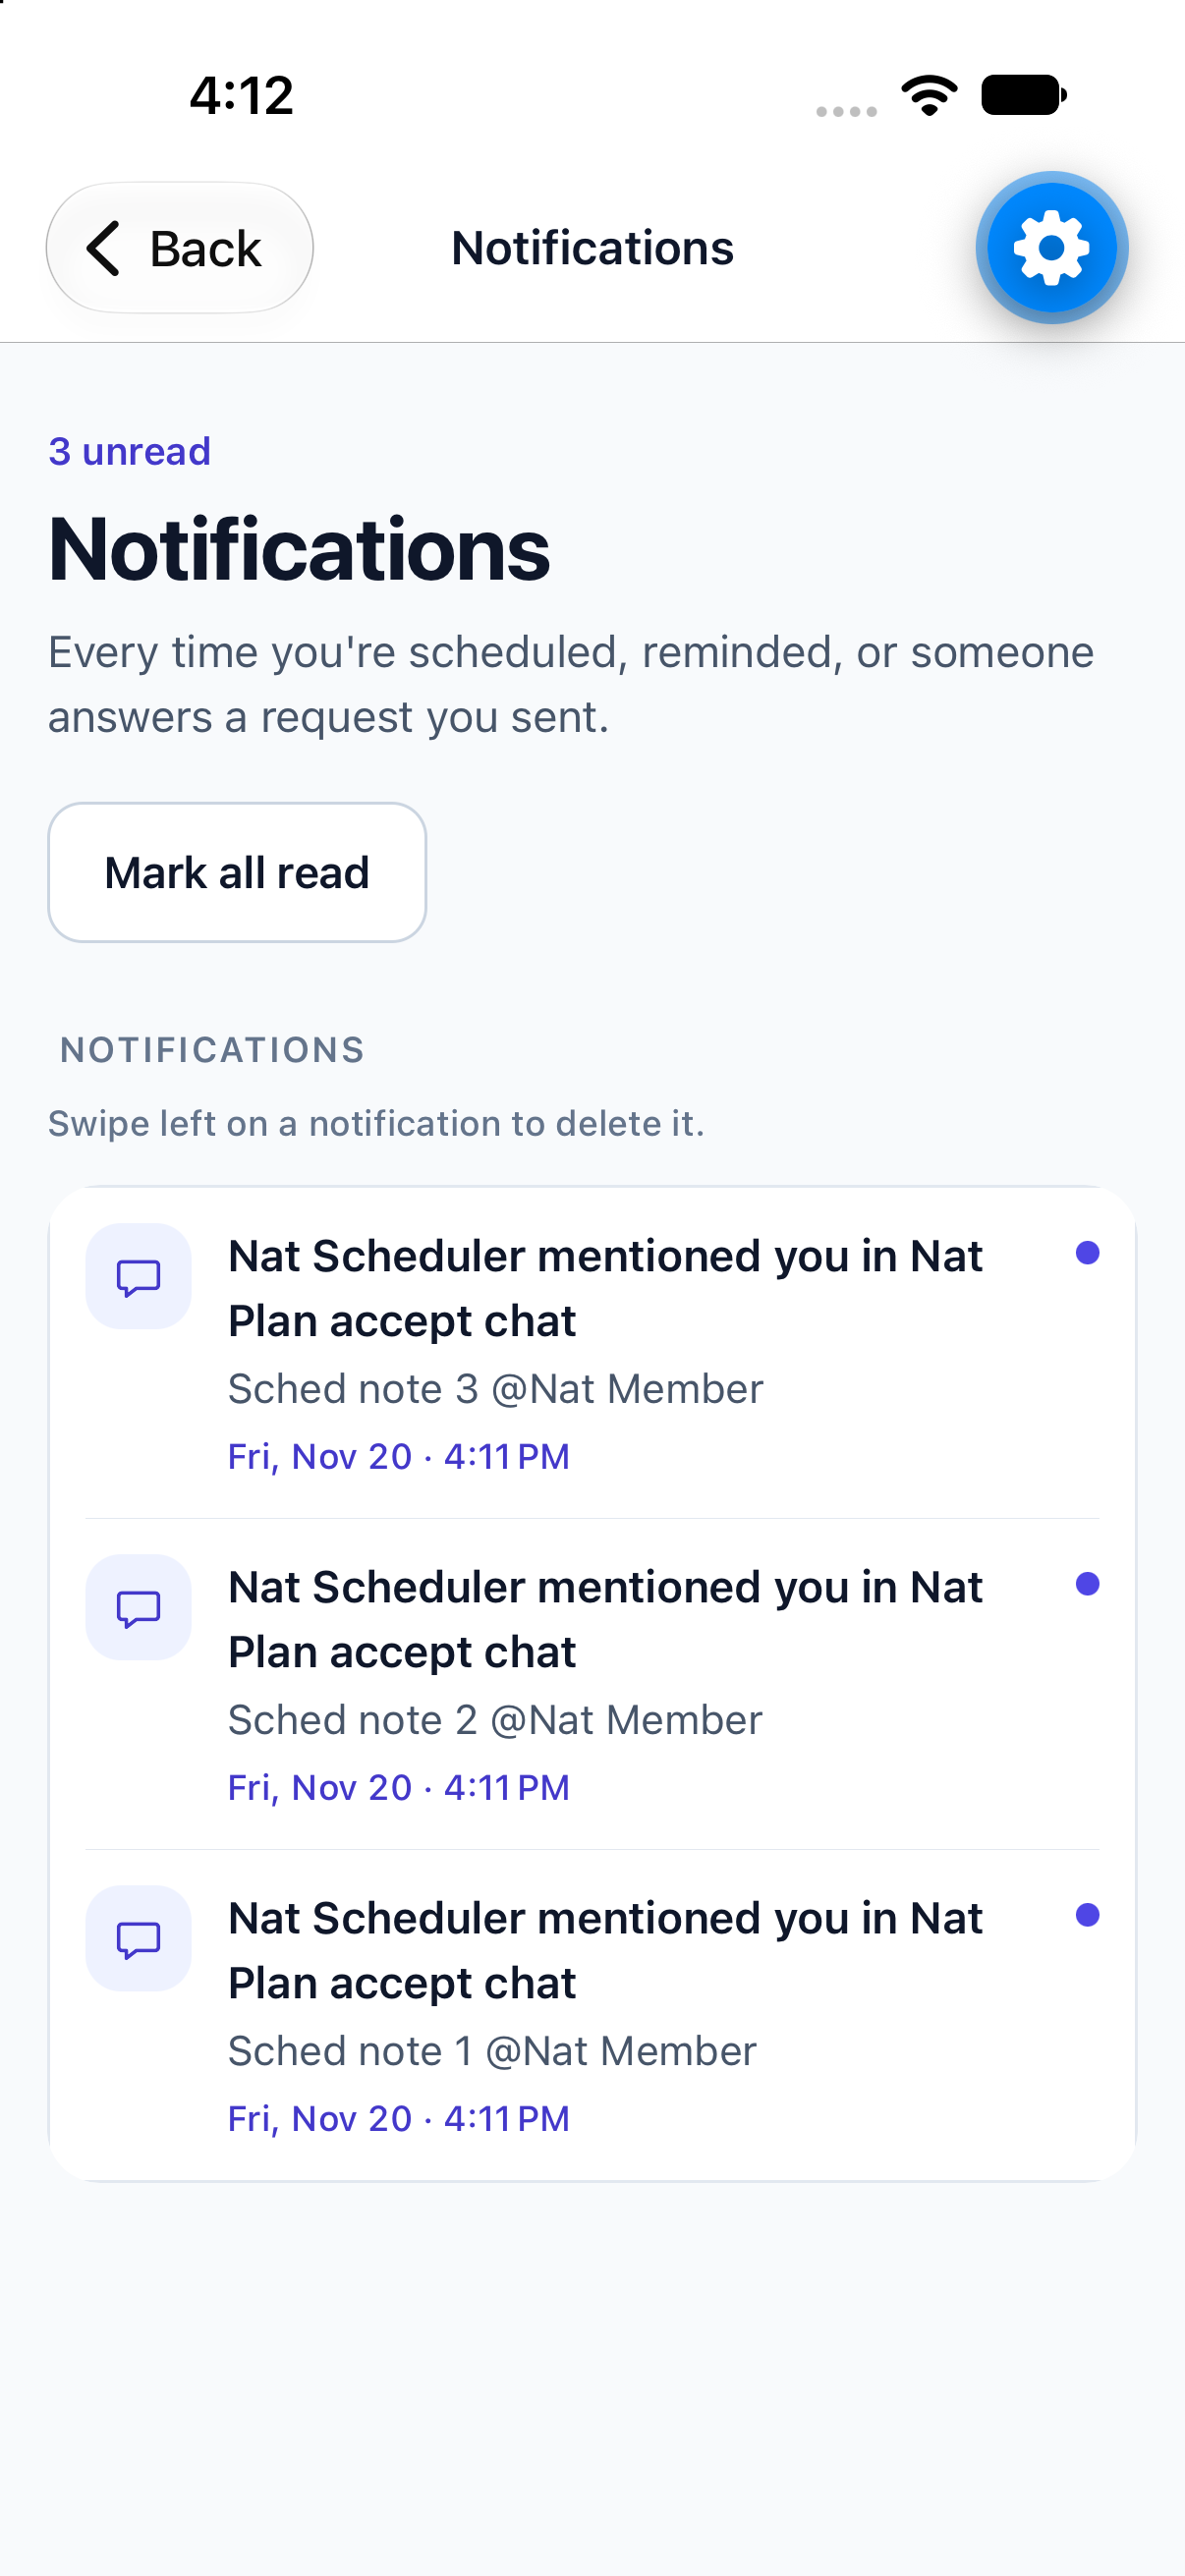 4:12
Back
Notifications
3 unread
Notifications
Every time you're scheduled, reminded, or someone
answers a request you sent.
Mark all read
NOTIFICATIONS
Swipe left on a notification to delete it.
Nat Scheduler mentioned you in Nat
Plan accept chat
Sched note 3 @Nat Member
Fri, Nov 20 · 4:11 PM
Nat Scheduler mentioned you in Nat
Plan accept chat
Sched note 2 @Nat Member
Fri, Nov 20 · 4:11 PM
Nat Scheduler mentioned you in Nat
Plan accept chat
Sched note 1 @Nat Member
Fri, Nov 20 · 4:11 PM